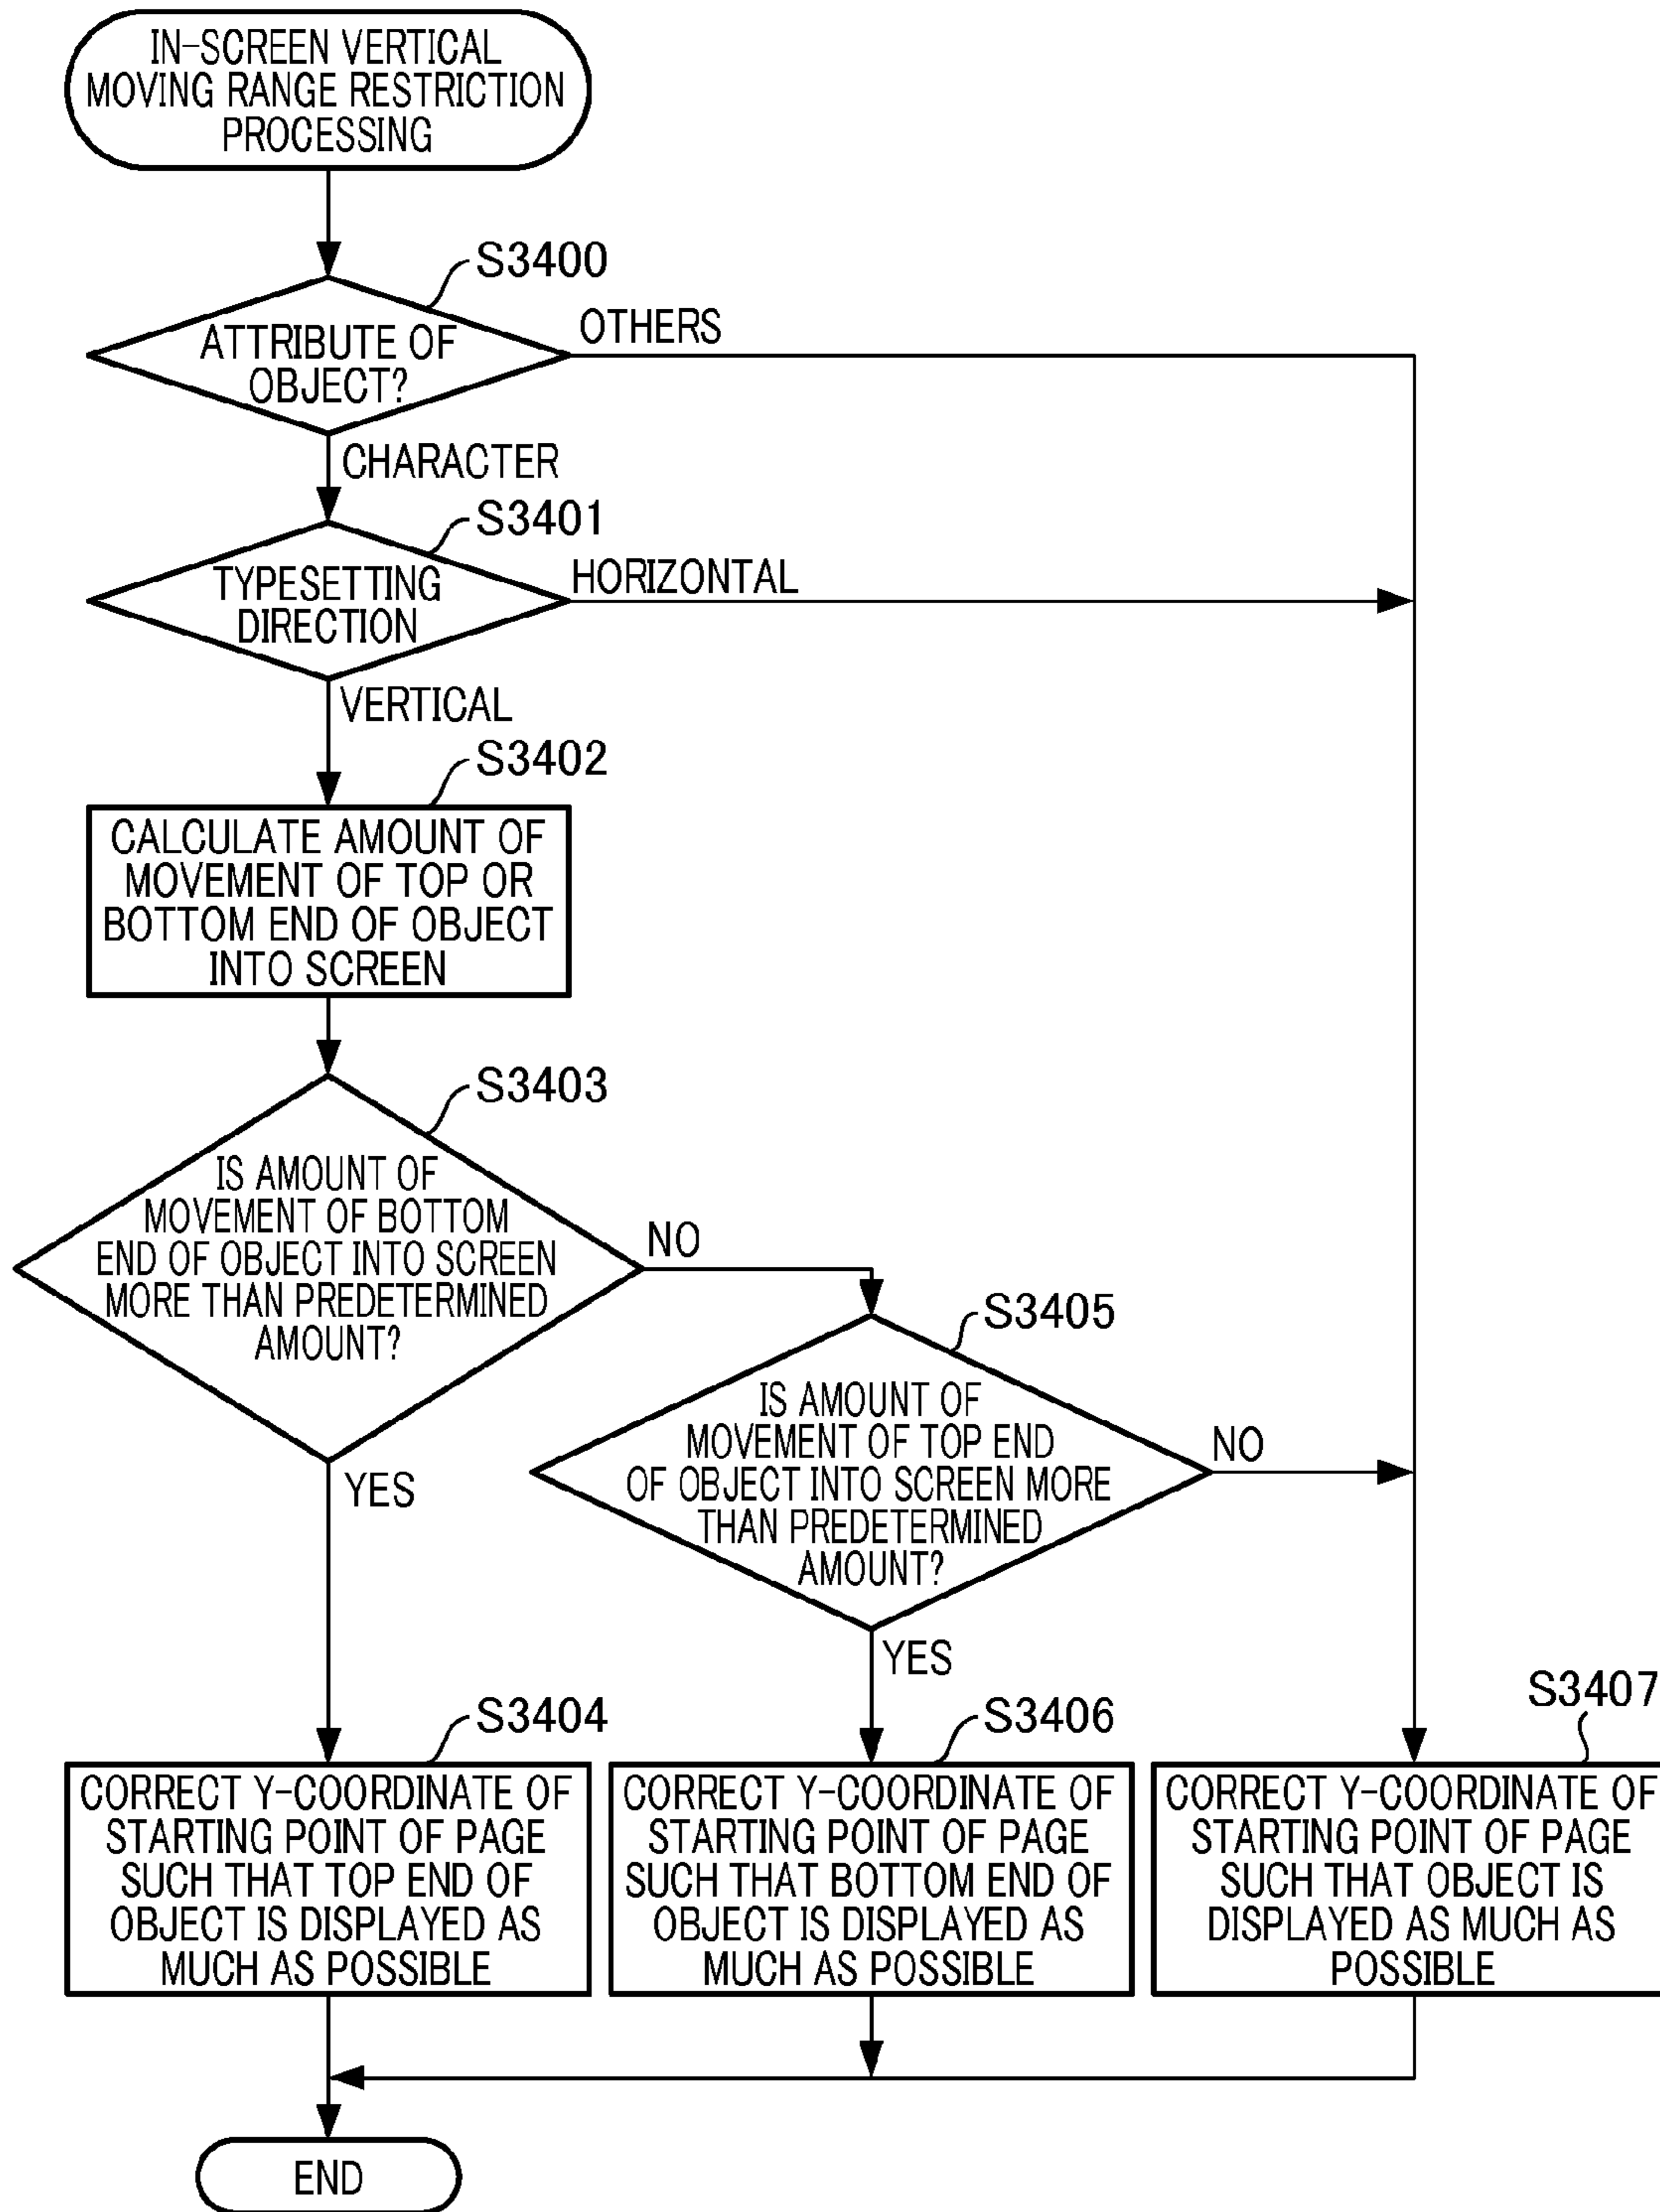 IN-SCREEN VERTICAL
MOVING RANGE RESTRICTION
PROCESSING
S3400
ATTRIBUTE OF
OBJECT?
OTHERS
CHARACTER
S3401
TYPESETTING
DIRECTION
HORIZONTAL
VERTICAL
S3402
CALCULATE AMOUNT OF
MOVEMENT OF TOP OR
BOTTOM END OF OBJECT
INTO SCREEN
S3403
IS AMOUNT OF
MOVEMENT OF BOTTOM
END OF OBJECT INTO SCREEN
MORE THAN PREDETERMINED
AMOUNT?
NO
YES
S3405
IS AMOUNT OF
MOVEMENT OF TOP END
OF OBJECT INTO SCREEN MORE
THAN PREDETERMINED
AMOUNT?
NO
YES
S3404
CORRECT Y-COORDINATE OF
STARTING POINT OF PAGE
SUCH THAT TOP END OF
OBJECT IS DISPLAYED AS
MUCH AS POSSIBLE
S3406
CORRECT Y-COORDINATE OF
STARTING POINT OF PAGE
SUCH THAT BOTTOM END OF
OBJECT IS DISPLAYED AS
MUCH AS POSSIBLE
S3407
CORRECT Y-COORDINATE OF
STARTING POINT OF PAGE
SUCH THAT OBJECT IS
DISPLAYED AS MUCH AS
POSSIBLE
END